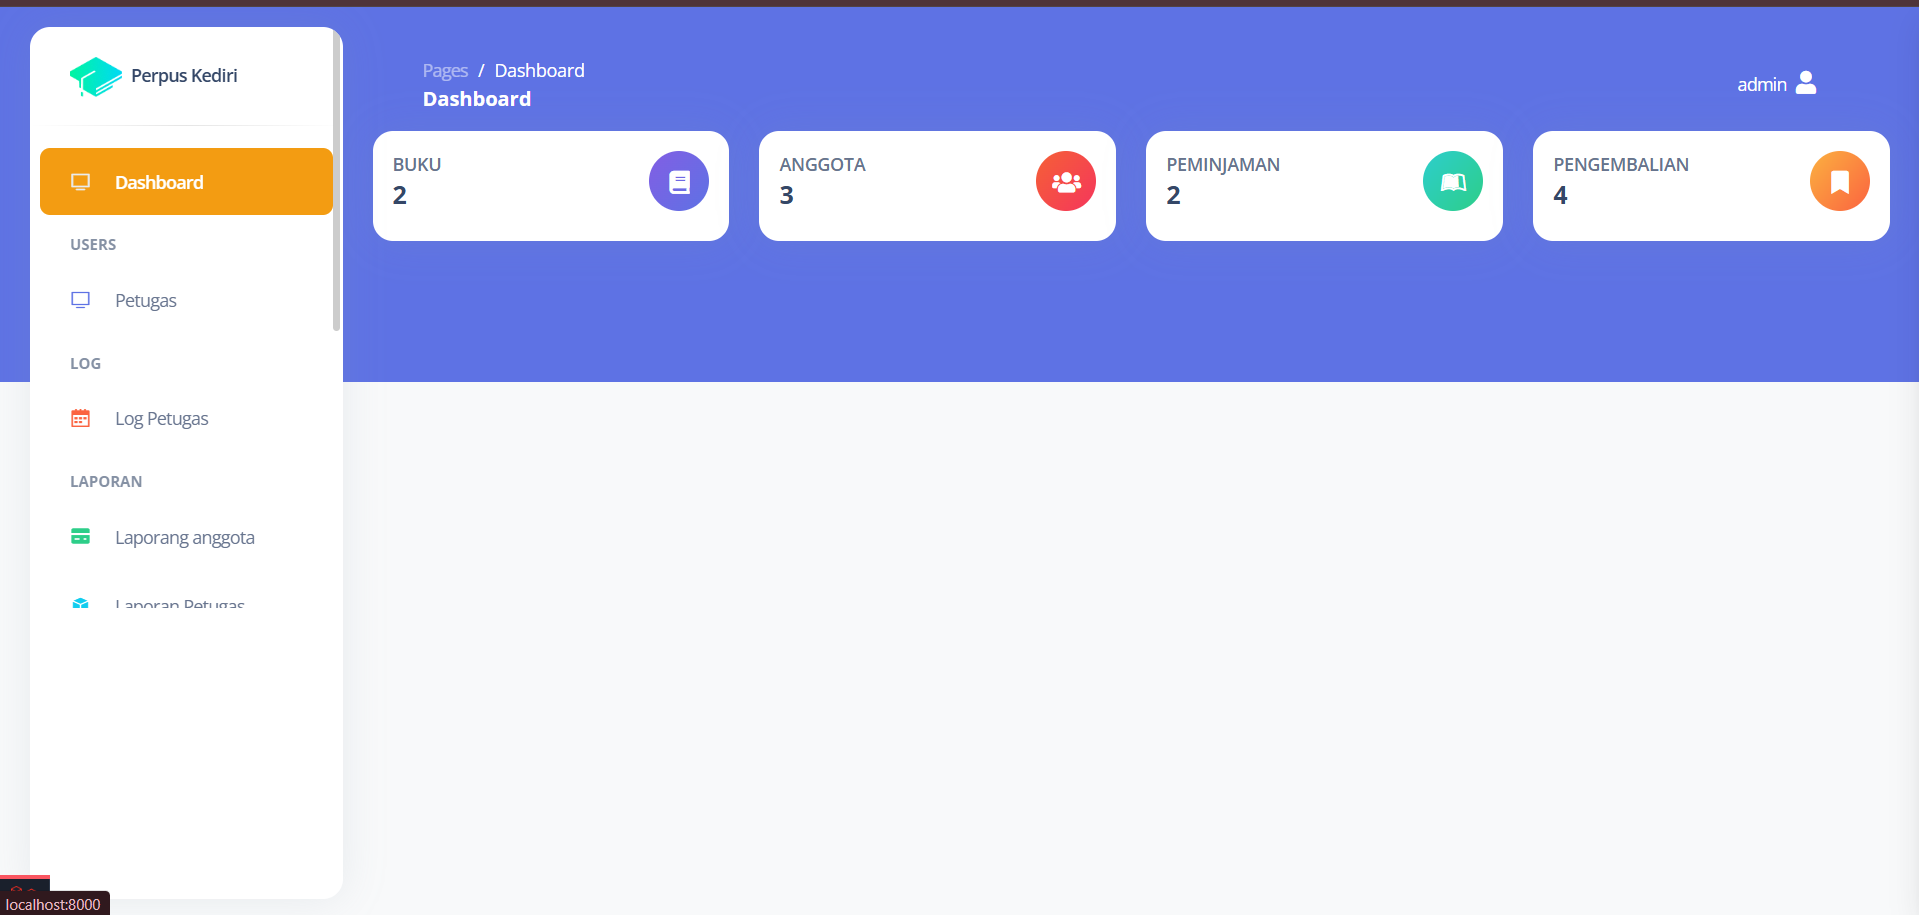 Perpus Kediri
Dashboard
USERS
Petugas
LOG
Log Petugas
LAPORAN
Laporang anggota
Laporan Petugas
Pages / Dashboard
Dashboard
admin
BUKU
2
ANGGOTA
3
PEMINJAMAN
2
PENGEMBALIAN
4
localhost:8000